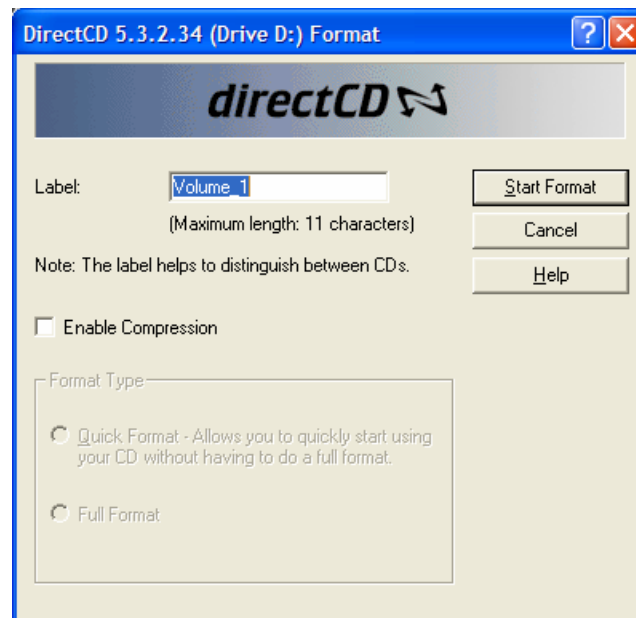 DirectCD 5.3.2.34 (Drive D:) Format
directCD
Label:
Volume_1
Start Format
(Maximum length: 11 characters)
Cancel
Note: The label helps to distinguish between CDs.
Help
Enable Compression
Format Type
Quick Format - Allows you to quickly start using
your CD without having to do a full format.
Full Format